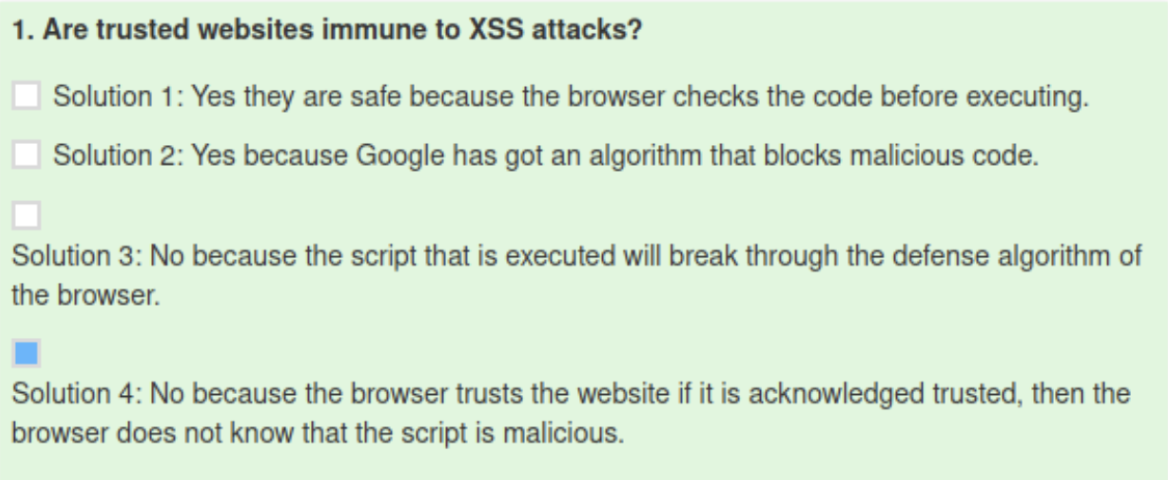 1. Are trusted websites immune to XSS attacks?
Solution 1: Yes they are safe because the browser checks the code before executing.
Solution 2: Yes because Google has got an algorithm that blocks malicious code.
Solution 3: No because the script that is executed will break through the defense algorithm of
the browser.
Solution 4: No because the browser trusts the website if it is acknowledged trusted, then the
browser does not know that the script is malicious.